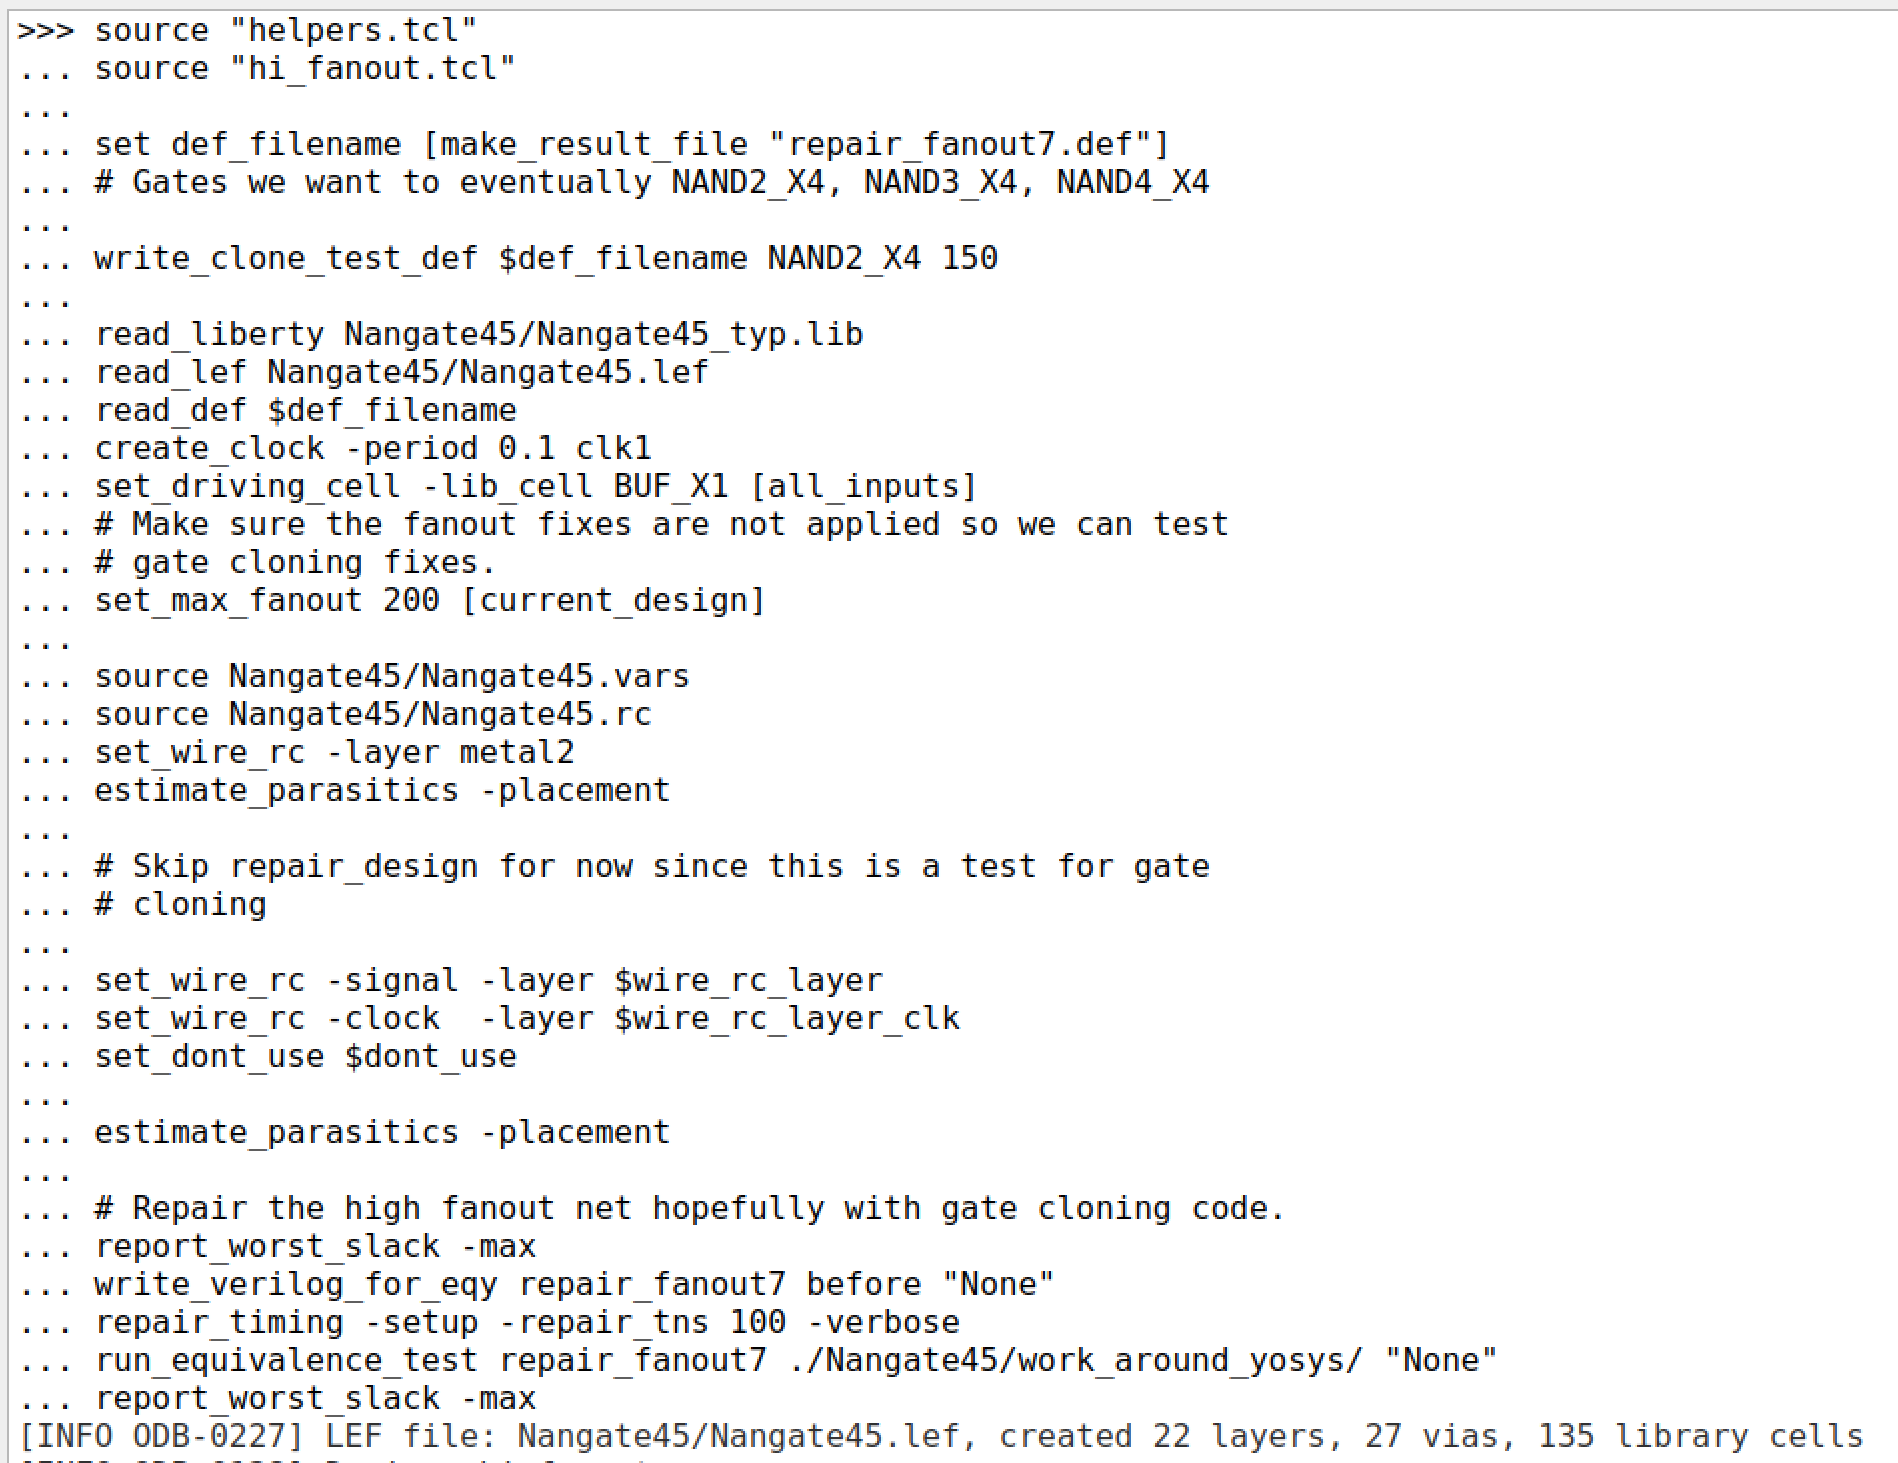 >>> source "helpers.tcl"
... source "hi_fanout.tcl"
...
... set def_filename [make_result_file "repair_fanout7.def"]
... # Gates we want to eventually NAND2_X4, NAND3_X4, NAND4_X4
...
... write_clone_test_def $def_filename NAND2_X4 150
...
... read_liberty Nangate45/Nangate45_typ.lib
... read_lef Nangate45/Nangate45.lef
... read_def $def_filename
... create_clock -period 0.1 clk1
... set_driving_cell -lib_cell BUF_X1 [all_inputs]
... # Make sure the fanout fixes are not applied so we can test
... # gate cloning fixes.
... set_max_fanout 200 [current_design]
...
... source Nangate45/Nangate45.vars
... source Nangate45/Nangate45.rc
... set_wire_rc -layer metal2
... estimate_parasitics -placement
...
... # Skip repair_design for now since this is a test for gate
... # cloning
...
... set_wire_rc -signal -layer $wire_rc_layer
... set_wire_rc -clock  -layer $wire_rc_layer_clk
... set_dont_use $dont_use
...
... estimate_parasitics -placement
...
... # Repair the high fanout net hopefully with gate cloning code.
... report_worst_slack -max
... write_verilog_for_eqy repair_fanout7 before "None"
... repair_timing -setup -repair_tns 100 -verbose
... run_equivalence_test repair_fanout7 ./Nangate45/work_around_yosys/ "None"
... report_worst_slack -max
[INFO ODB-0227] LEF file: Nangate45/Nangate45.lef, created 22 layers, 27 vias, 135 library cells